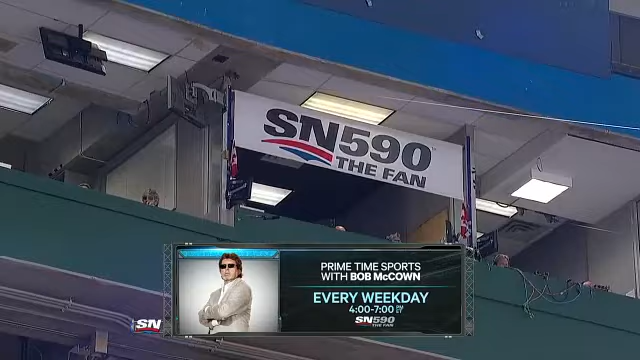 SN590
THE FAN
PRIME TIME SPORTS
WITH BOB McCOWN
EVERY WEEKDAY
4:00-7:00
SN590
THE FAN
SN